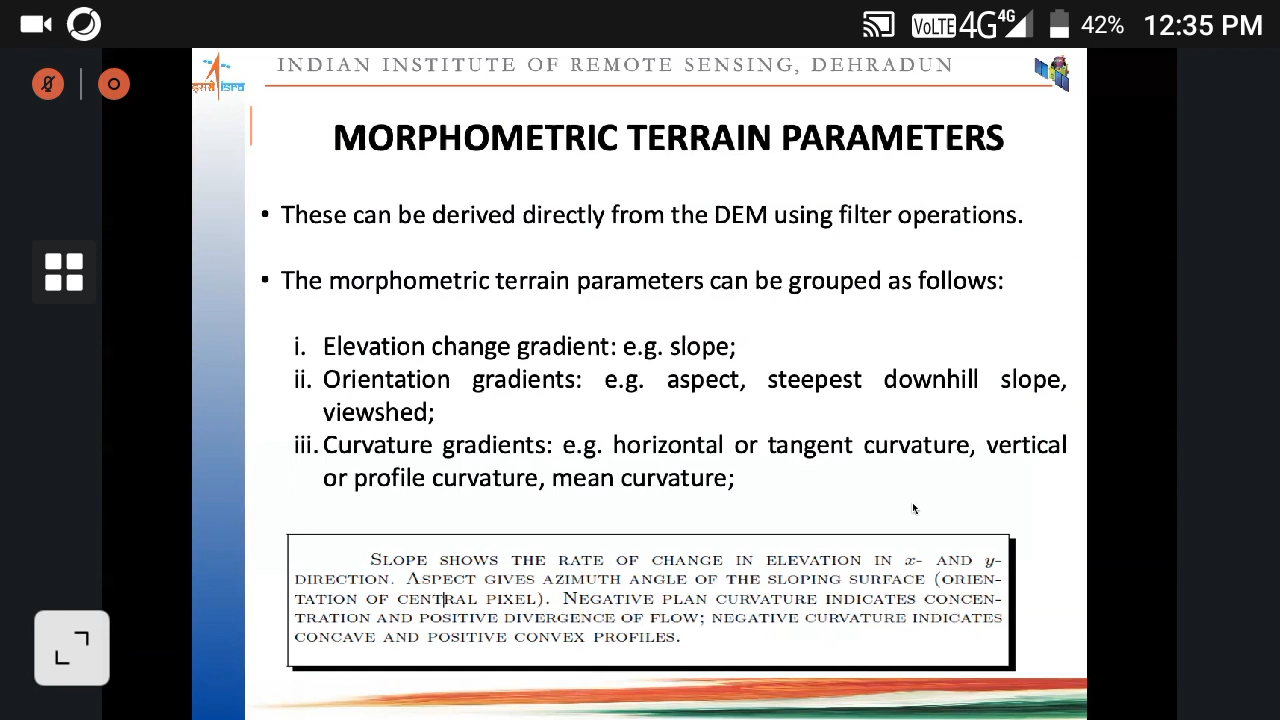 VoLTE 4G 4G 42% 12:35 PM
INDIAN INSTITUTE OF REMOTE SENSING, DEHRADUN
इसरो isro
MORPHOMETRIC TERRAIN PARAMETERS
• These can be derived directly from the DEM using filter operations.
• The morphometric terrain parameters can be grouped as follows:
i. Elevation change gradient: e.g. slope;
ii. Orientation gradients: e.g. aspect, steepest downhill slope,
viewshed;
iii. Curvature gradients: e.g. horizontal or tangent curvature, vertical
or profile curvature, mean curvature;
SLOPE SHOWS THE RATE OF CHANGE IN ELEVATION IN x- AND y-
DIRECTION. ASPECT GIVES AZIMUTH ANGLE OF THE SLOPING SURFACE (ORIEN-
TATION OF CENTRAL PIXEL). NEGATIVE PLAN CURVATURE INDICATES CONCEN-
TRATION AND POSITIVE DIVERGENCE OF FLOW; NEGATIVE CURVATURE INDICATES
CONCAVE AND POSITIVE CONVEX PROFILES.